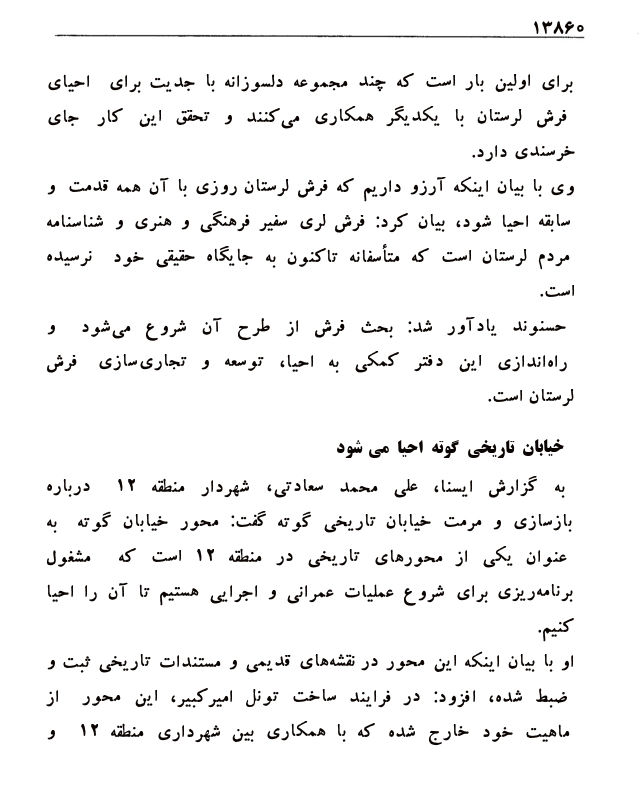 ۱۳۸۶۰
برای اولین بار است که چند مجموعه دلسوزانه با جدیت برای احیای
فرش لرستان با یکدیگر همکاری می‌کنند و تحقق این کار جای
خرسندی دارد.
وی با بیان اینکه آرزو داریم که فرش لرستان روزی با آن همه قدمت و
سابقه احیا شود، بیان کرد: فرش لری سفیر فرهنگی و هنری و شناسنامه
مردم لرستان است که متأسفانه تاکنون به جایگاه حقیقی خود نرسیده
است.
حسنوند یادآور شد: بحث فرش از طرح آن شروع می‌شود و
راه‌اندازی این دفتر کمکی به احیا، توسعه و تجاری‌سازی فرش
لرستان است.
خیابان تاریخی گوته احیا می شود
به گزارش ایسنا، علی محمد سعادتی، شهردار منطقه ۱۲ درباره
بازسازی و مرمت خیابان تاریخی گوته گفت: محور خیابان گوته به
عنوان یکی از محورهای تاریخی در منطقه ۱۲ است که مشغول
برنامه‌ریزی برای شروع عملیات عمرانی و اجرایی هستیم تا آن را احیا
کنیم.
او با بیان اینکه این محور در نقشه‌های قدیمی و مستندات تاریخی ثبت و
ضبط شده، افزود: در فرایند ساخت تونل امیرکبیر، این محور از
ماهیت خود خارج شده که با همکاری بین شهرداری منطقه ۱۲ و